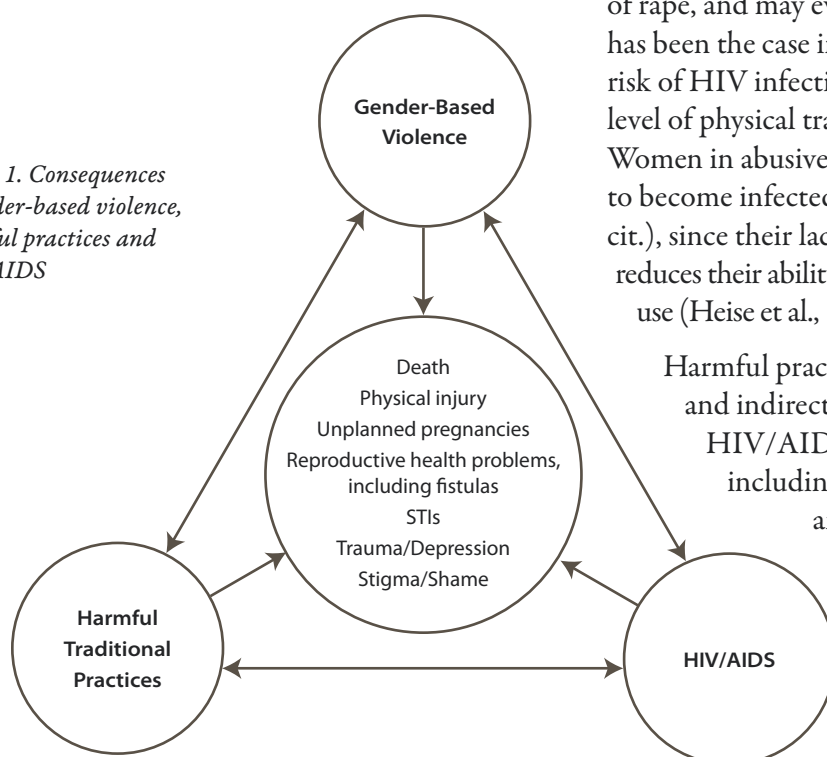 1. Consequences
der-based violence,
ful practices and
AIDS
Gender-Based
Violence
Death
Physical injury
Unplanned pregnancies
Reproductive health problems,
including fistulas
STIs
Trauma/Depression
Stigma/Shame
Harmful
Traditional
Practices
HIV/AIDS
of rape, and may ev
has been the case i
risk of HIV infecti
level of physical tra
Women in abusive
to become infected
cit.), since their lac
reduces their abilit
use (Heise et al.,
Harmful prac
and indirect
HIV/AID
includin
a